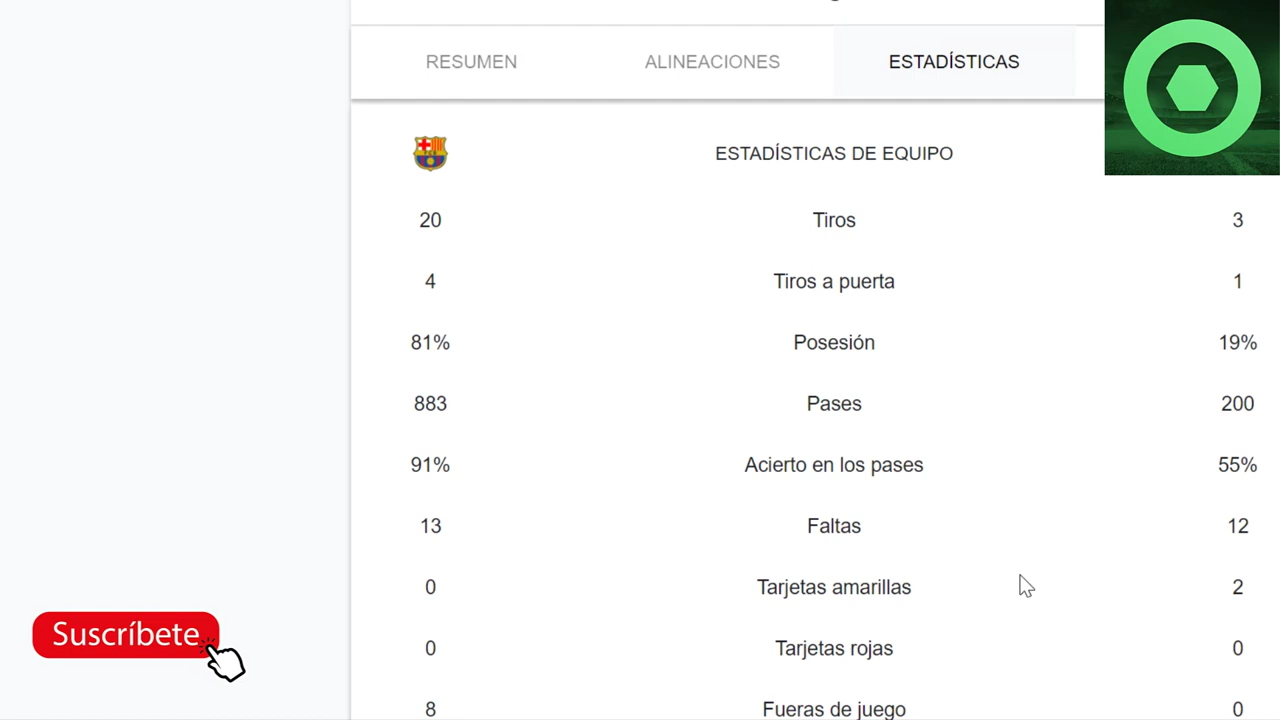 RESUMEN ALINEACIONES ESTADÍSTICAS
ESTADÍSTICAS DE EQUIPO
20 Tiros 3
4 Tiros a puerta 1
81% Posesión 19%
883 Pases 200
91% Acierto en los pases 55%
13 Faltas 12
0 Tarjetas amarillas 2
Suscríbete
0 Tarjetas rojas 0
8 Fueras de juego 0